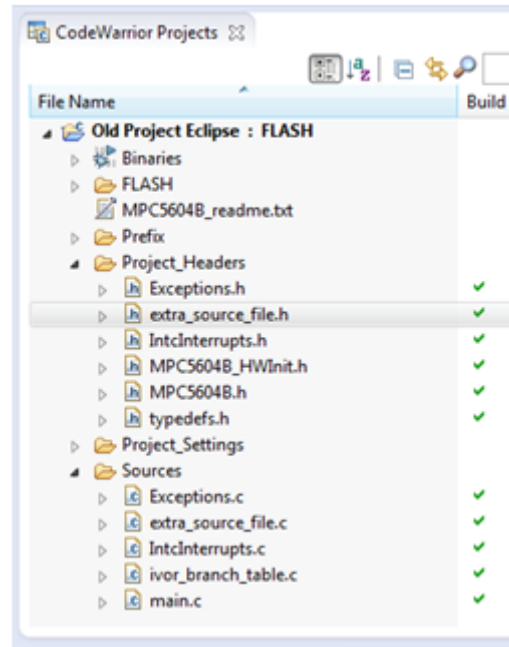 CodeWarrior Projects
File Name Build
Old Project Eclipse : FLASH
Binaries
FLASH
MPC5604B_readme.txt
Prefix
Project_Headers
Exceptions.h
extra_source_file.h
IntcInterrupts.h
MPC5604B_HWInit.h
MPC5604B.h
typedefs.h
Project_Settings
Sources
Exceptions.c
extra_source_file.c
IntcInterrupts.c
ivor_branch_table.c
main.c